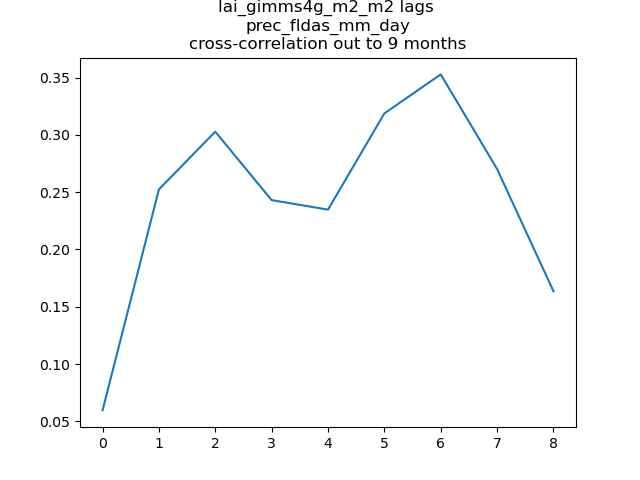 lai_gimms4g_m2_m2 lags
prec_fldas_mm_day
cross-correlation out to 9 months
0.35
0.30
0.25
0.20
0.15
0.10
0.05
0 1 2 3 4 5 6 7 8